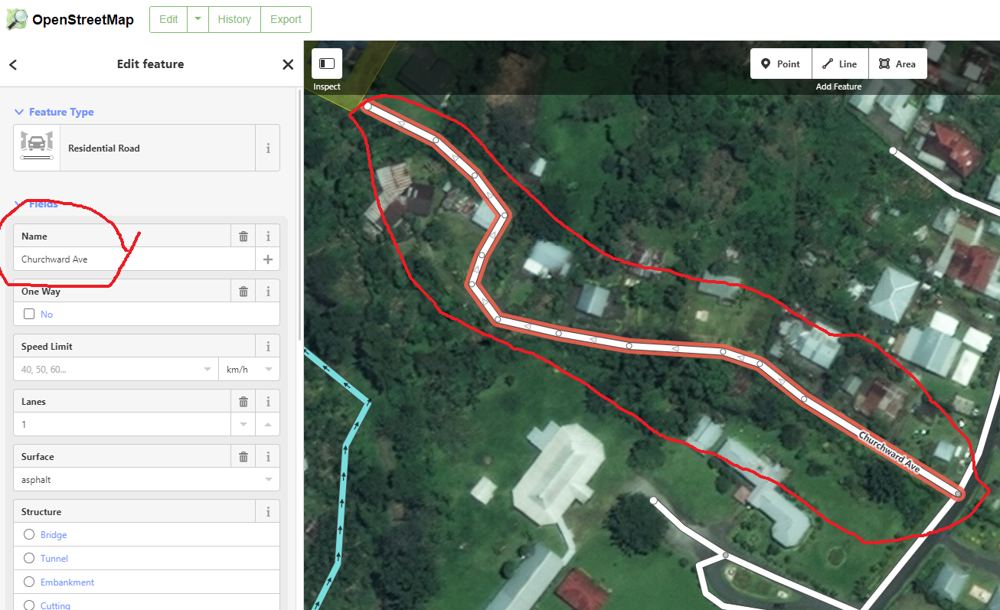 OpenStreetMap
Edit
History
Export
Edit feature
Inspect
Point
Line
Area
Add Feature
Feature Type
Residential Road
Fields
Name
Churchward Ave
One Way
No
Speed Limit
40, 50, 60...
km/h
Lanes
1
Surface
asphalt
Structure
Bridge
Tunnel
Embankment
Cutting
Churchward Ave